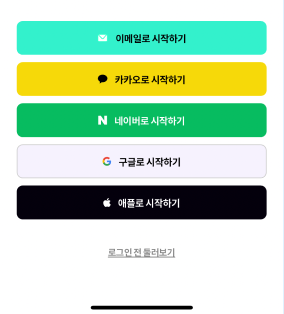 이메일로 시작하기
카카오로 시작하기
네이버로 시작하기
구글로 시작하기
애플로 시작하기
로그인 전 둘러보기